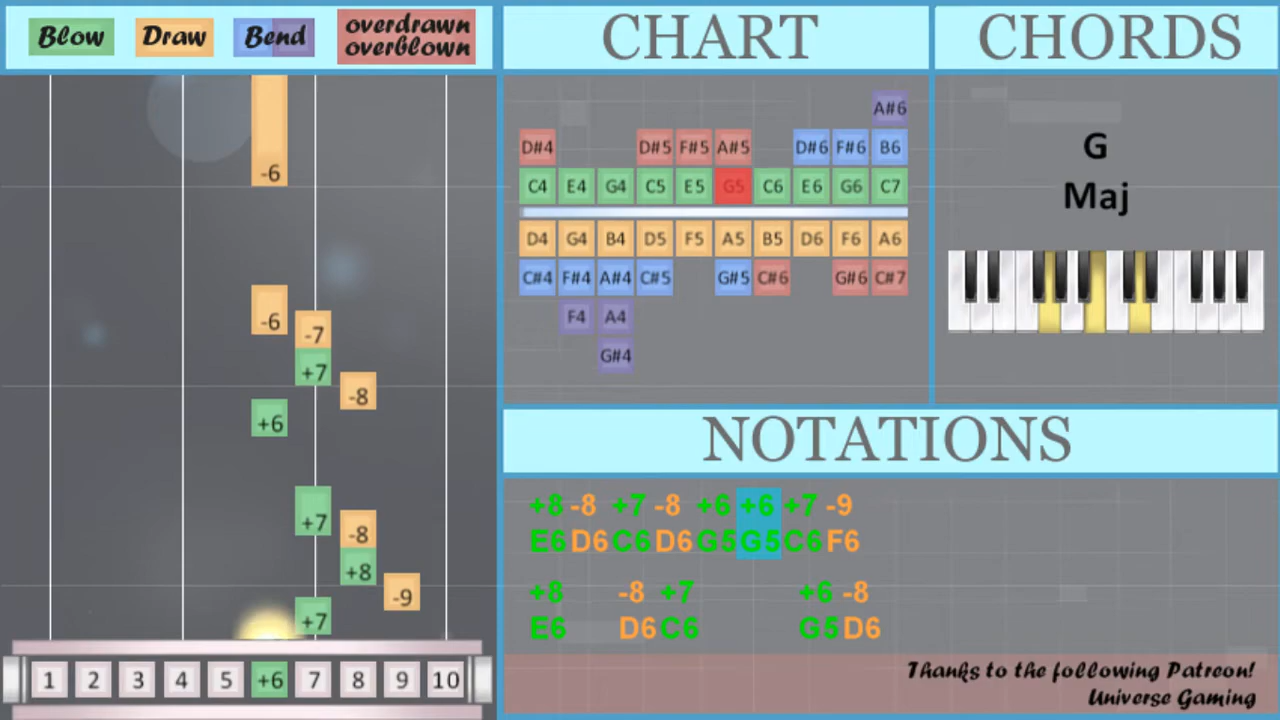 Blow Draw Bend overdrawn
overblown
CHART
CHORDS
-6
-6
-7
+7
-8
+6
+7
-8
+8
-9
+7
1 2 3 4 5 +6 7 8 9 10
A#6
D#4 D#5 F#5 A#5 D#6 F#6 B6
C4 E4 G4 C5 E5 G5 C6 E6 G6 C7
D4 G4 B4 D5 F5 A5 B5 D6 F6 A6
C#4 F#4 A#4 C#5 G#5 C#6 G#6 C#7
F4 A4
G#4
G
Maj
NOTATIONS
+8 -8 +7 -8 +6 +6 +7 -9
E6 D6 C6 D6 G5 G5 C6 F6
+8 -8 +7 +6 -8
E6 D6 C6 G5 D6
Thanks to the following Patreon!
Universe Gaming